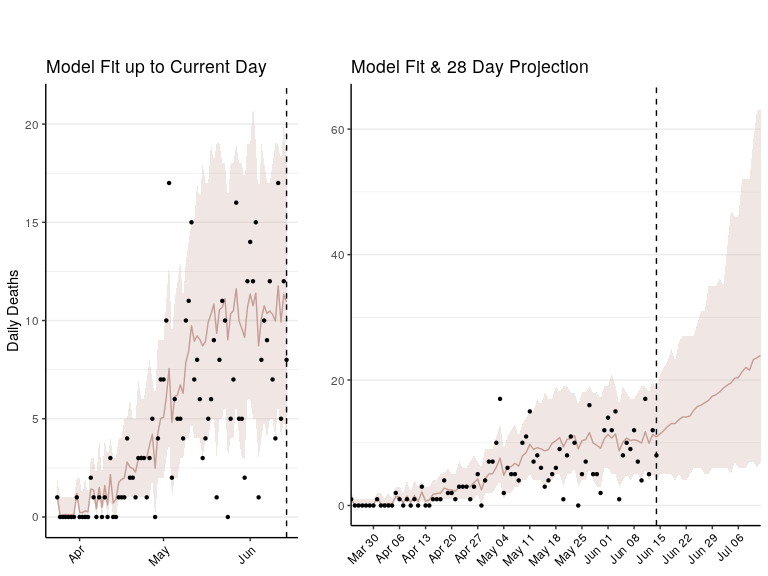 Model Fit up to Current Day
Daily Deaths
20
15
10
5
0
Apr
May
Jun
Model Fit & 28 Day Projection
60
40
20
0
Mar 30
Apr 06
Apr 13
Apr 20
Apr 27
May 04
May 11
May 18
May 25
Jun 01
Jun 08
Jun 15
Jun 22
Jun 29
Jul 06